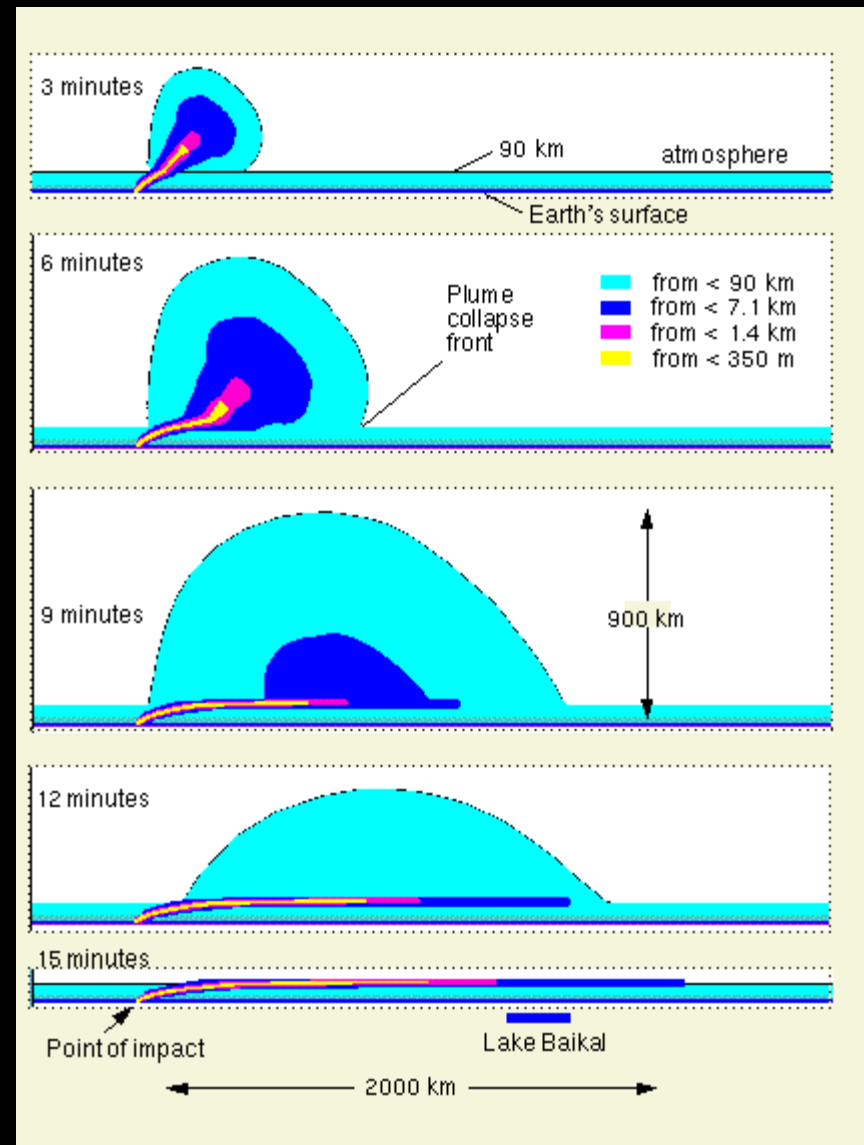 3 minutes
90 km
atmosphere
Earth's surface
6 minutes
Plume
collapse
front
from < 90 km
from < 7.1 km
from < 1.4 km
from < 350 m
9 minutes
900 km
12 minutes
15 minutes
Point of impact
Lake Baikal
2000 km